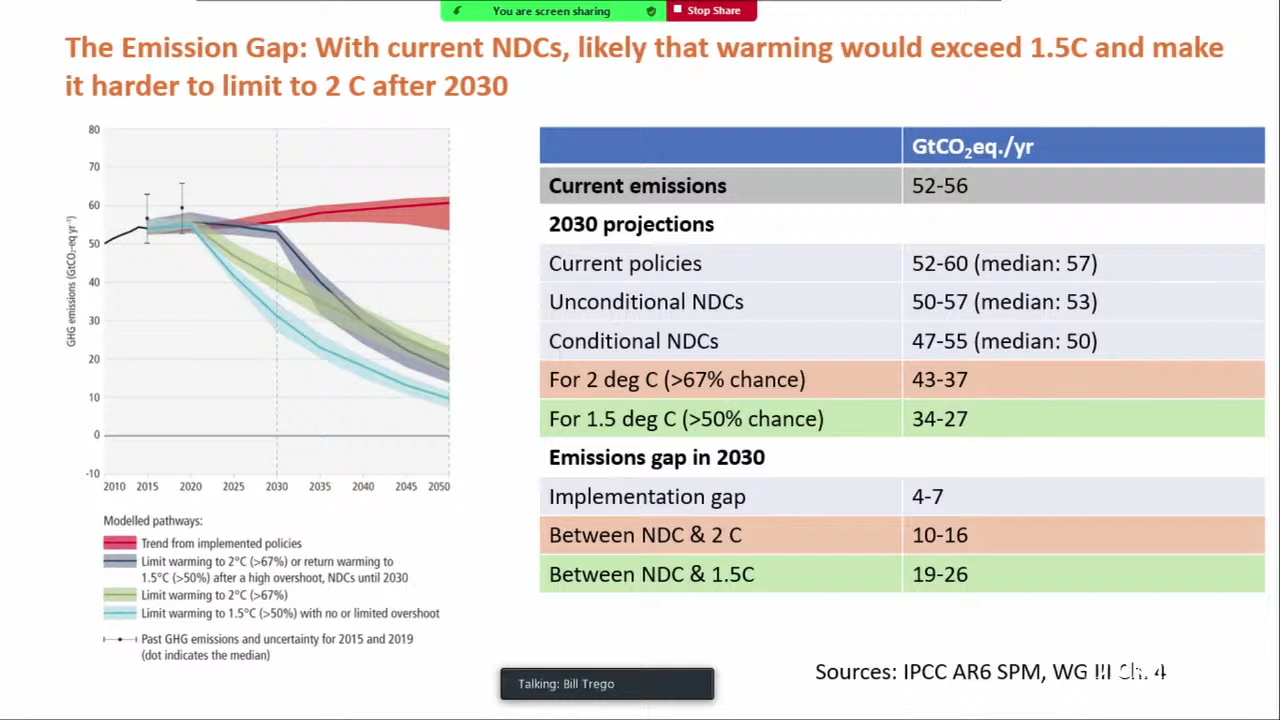 You are screen sharing
Stop Share
The Emission Gap: With current NDCs, likely that warming would exceed 1.5C and make
it harder to limit to 2 C after 2030
80
70
60
50
40
30
20
10
0
-10
GHG emissions (GtCO₂-eq yr⁻¹)
2010 2015 2020 2025 2030 2035 2040 2045 2050
Modelled pathways:
Trend from implemented policies
Limit warming to 2°C (>67%) or return warming to
1.5°C (>50%) after a high overshoot, NDCs until 2030
Limit warming to 2°C (>67%)
Limit warming to 1.5°C (>50%) with no or limited overshoot
Past GHG emissions and uncertainty for 2015 and 2019
(dot indicates the median)
GtCO₂eq./yr
Current emissions 52-56
2030 projections
Current policies 52-60 (median: 57)
Unconditional NDCs 50-57 (median: 53)
Conditional NDCs 47-55 (median: 50)
For 2 deg C (>67% chance) 43-37
For 1.5 deg C (>50% chance) 34-27
Emissions gap in 2030
Implementation gap 4-7
Between NDC & 2 C 10-16
Between NDC & 1.5C 19-26
Sources: IPCC AR6 SPM, WG III Ch. 4
Talking: Bill Trego